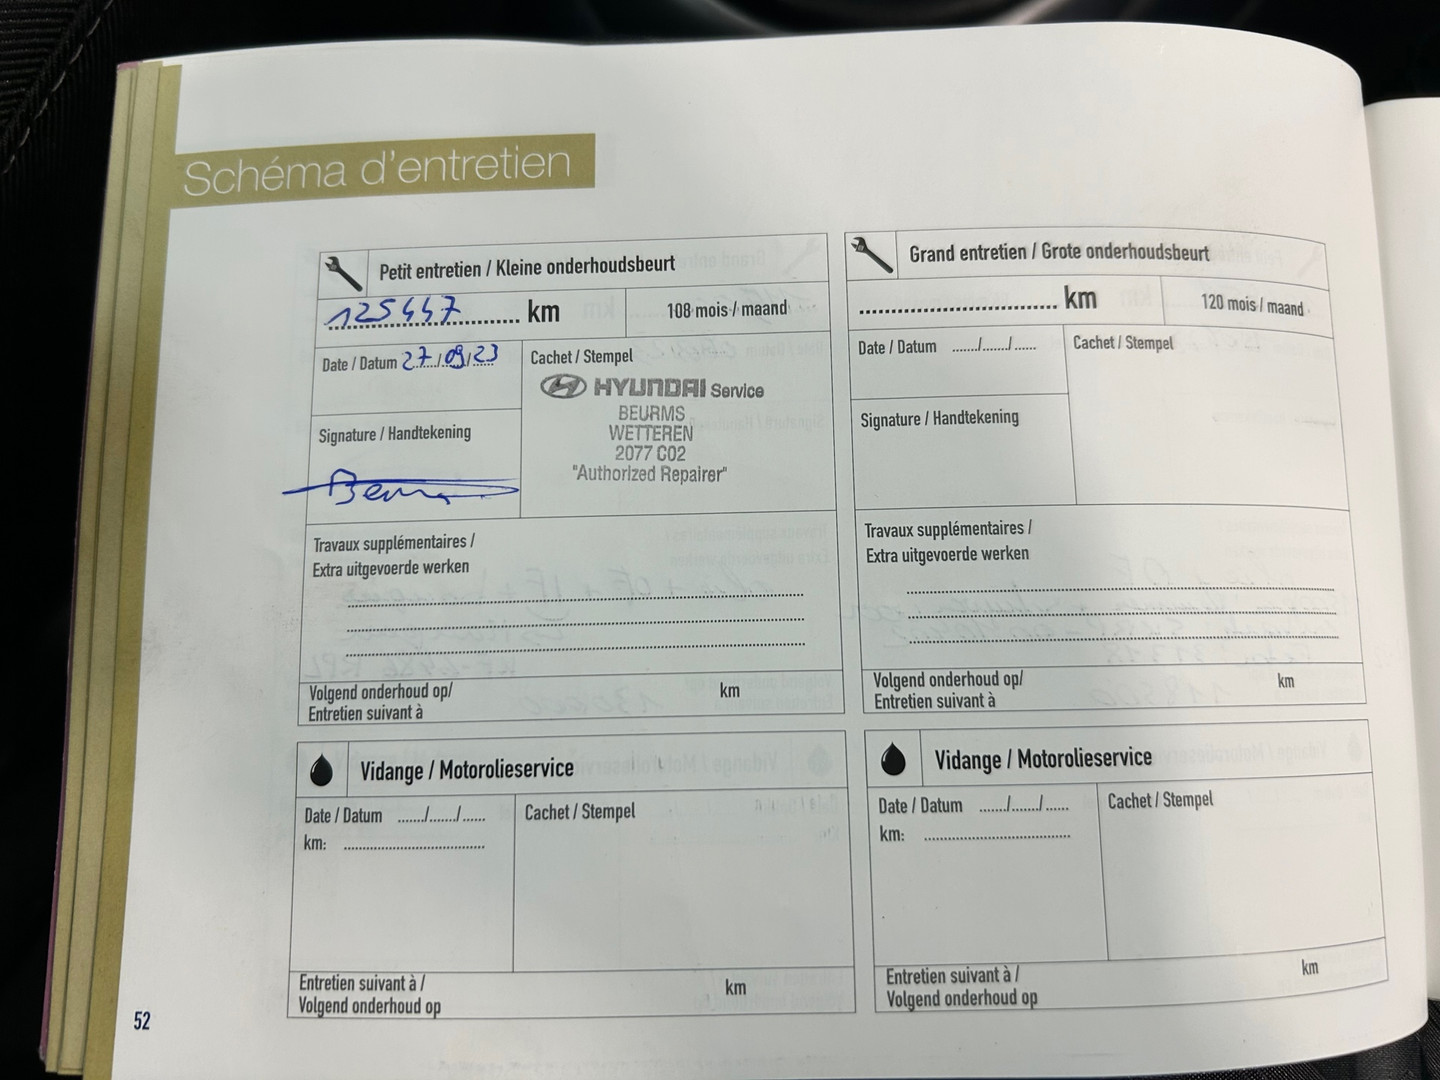 Schéma d'entretien
Petit entretien / Kleine onderhoudsbeurt
125447 km
108 mois / maand
Date / Datum 27/09/23
Cachet / Stempel
HYUNDAI Service
BEURMS
WETTEREN
2077 C02
"Authorized Repairer"
Signature / Handtekening
Travaux supplémentaires /
Extra uitgevoerde werken
Volgend onderhoud op/
Entretien suivant à
km
Grand entretien / Grote onderhoudsbeurt
km
120 mois / maand
Date / Datum ....../....../......
Cachet / Stempel
Signature / Handtekening
Travaux supplémentaires /
Extra uitgevoerde werken
Volgend onderhoud op/
Entretien suivant à
km
Vidange / Motorolieservice
Date / Datum ....../....../......
km:
Cachet / Stempel
Entretien suivant à /
Volgend onderhoud op
km
Vidange / Motorolieservice
Date / Datum ....../....../......
km:
Cachet / Stempel
Entretien suivant à /
Volgend onderhoud op
km
52